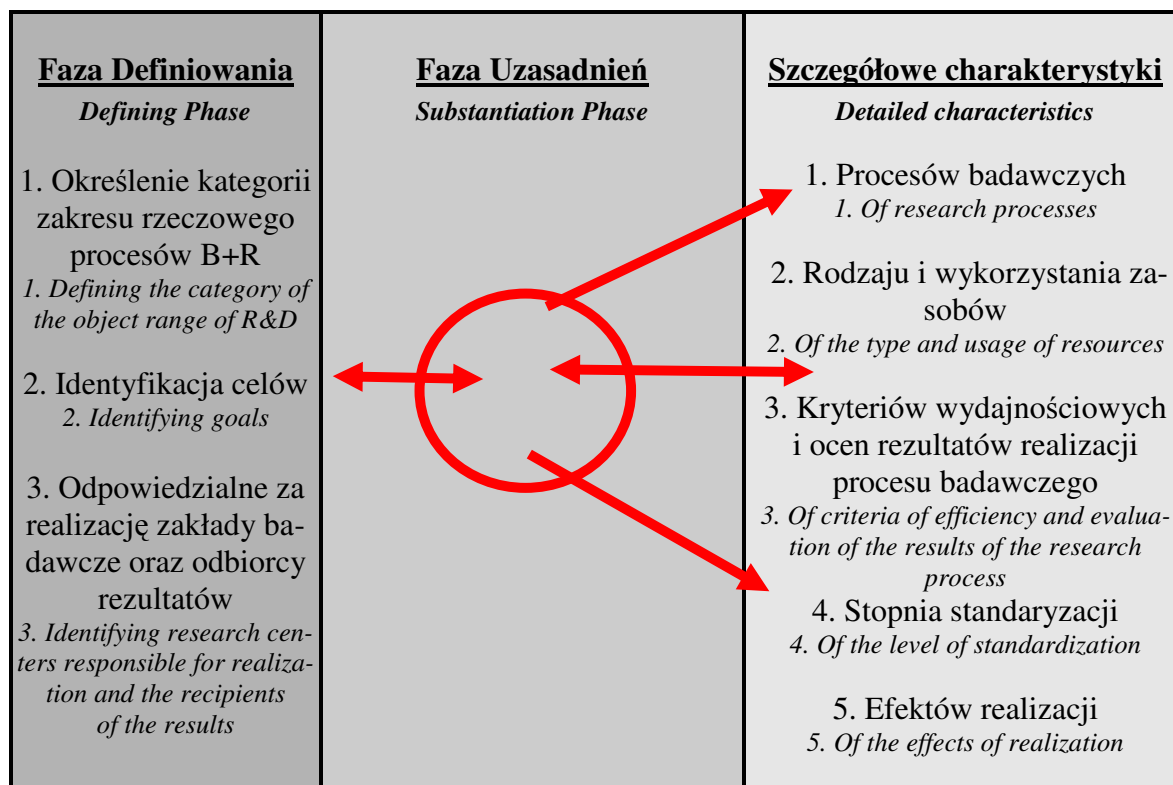 Faza Definiowania
Defining Phase
1. Określenie kategorii
zakresu rzeczowego
procesów B+R
1. Defining the category of
the object range of R&D
2. Identyfikacja celów
2. Identifying goals
3. Odpowiedzialne za
realizację zakłady ba-
dawcze oraz odbiorcy
rezultatów
3. Identifying research cen-
ters responsible for realiza-
tion and the recipients
of the results
Faza Uzasadnień
Substantiation Phase
Szczegółowe charakterystyki
Detailed characteristics
1. Procesów badawczych
1. Of research processes
2. Rodzaju i wykorzystania za-
sobów
2. Of the type and usage of resources
3. Kryteriów wydajnościowych
i ocen rezultatów realizacji
procesu badawczego
3. Of criteria of efficiency and evalua-
tion of the results of the research
process
4. Stopnia standaryzacji
4. Of the level of standardization
5. Efektów realizacji
5. Of the effects of realization